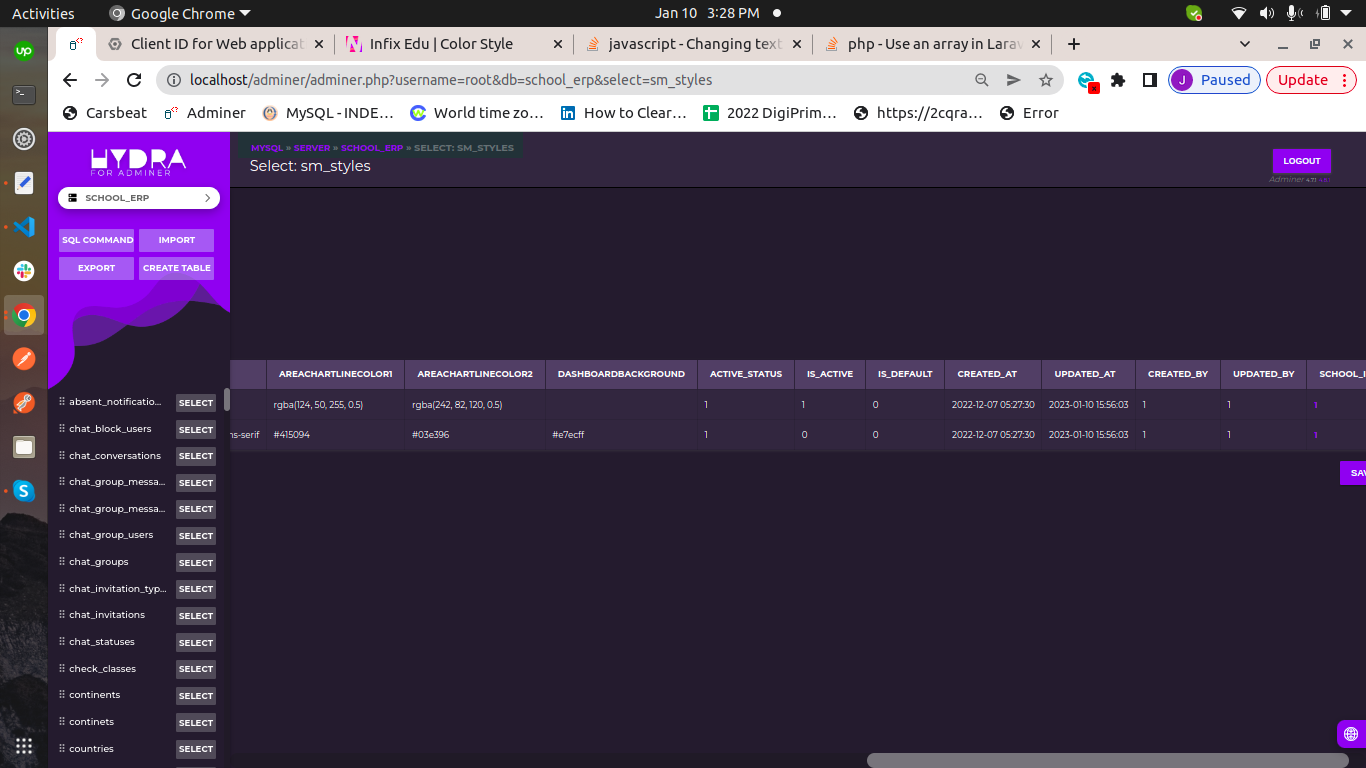 Activities
Google Chrome
Jan 10 3:28 PM
Client ID for Web applicat
Infix Edu | Color Style
javascript - Changing text
php - Use an array in Larav
localhost/adminer/adminer.php?username=root&db=school_erp&select=sm_styles
J Paused
Update
Carsbeat
Adminer
MySQL - INDE…
World time zo…
How to Clear…
2022 DigiPrim…
https://2cqra…
Error
HYDRA
FOR ADMINER
SCHOOL_ERP
SQL COMMAND
IMPORT
EXPORT
CREATE TABLE
MYSQL » SERVER » SCHOOL_ERP » SELECT: SM_STYLES
Select: sm_styles
LOGOUT
Adminer
absent_notificatio… SELECT
chat_block_users SELECT
chat_conversations SELECT
chat_group_messa… SELECT
chat_group_messa… SELECT
chat_group_users SELECT
chat_groups SELECT
chat_invitation_typ… SELECT
chat_invitations SELECT
chat_statuses SELECT
check_classes SELECT
continents SELECT
continets SELECT
countries SELECT
AREACHARTLINECOLOR1 AREACHARTLINECOLOR2 DASHBOARDBACKGROUND ACTIVE_STATUS IS_ACTIVE IS_DEFAULT CREATED_AT UPDATED_AT CREATED_BY UPDATED_BY SCHOOL_I
rgba(124, 50, 255, 0.5) rgba(242, 82, 120, 0.5) 1 1 0 2022-12-07 05:27:30 2023-01-10 15:56:03 1 1 1
ns-serif #415094 #03e396 #e7ecff 1 0 0 2022-12-07 05:27:30 2023-01-10 15:56:03 1 1 1
SAV